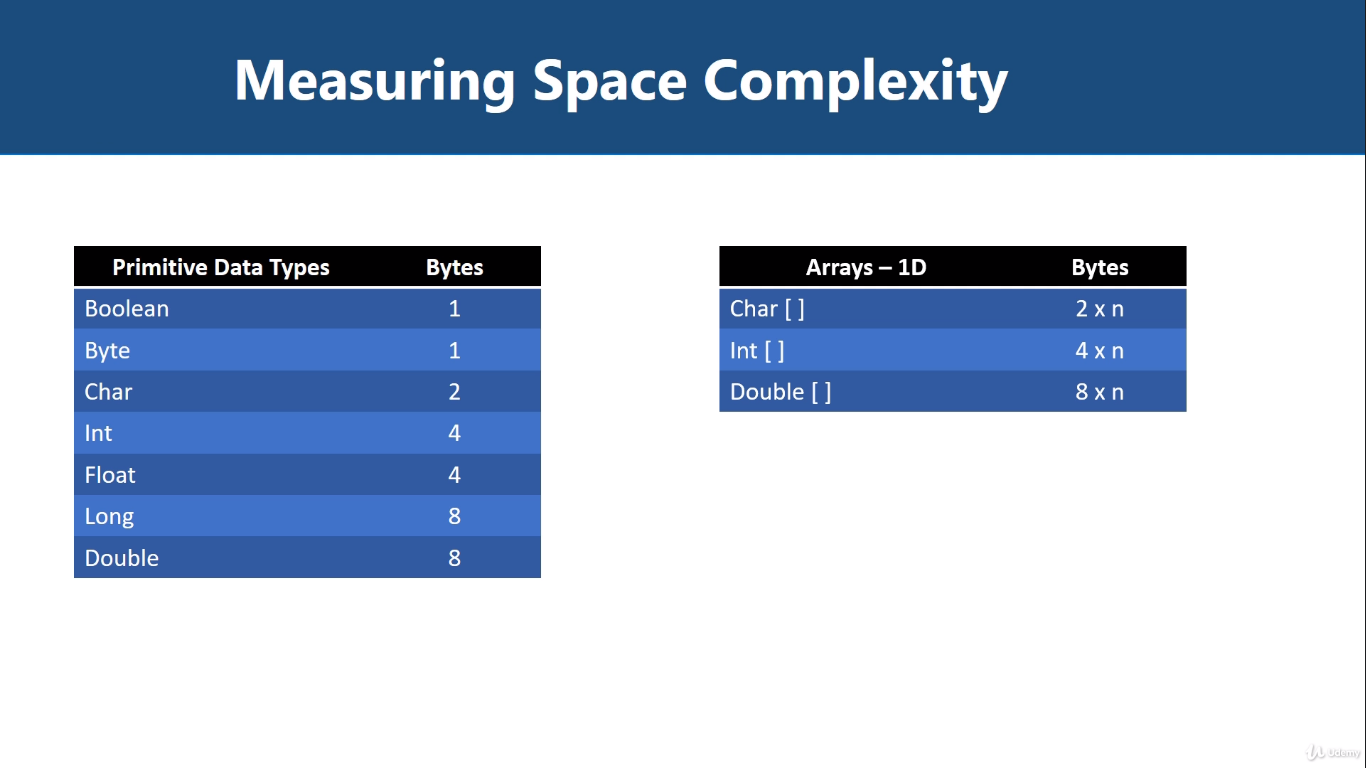 Measuring Space Complexity
Primitive Data Types Bytes
Boolean 1
Byte 1
Char 2
Int 4
Float 4
Long 8
Double 8
Arrays – 1D Bytes
Char [ ] 2 x n
Int [ ] 4 x n
Double [ ] 8 x n
Udemy